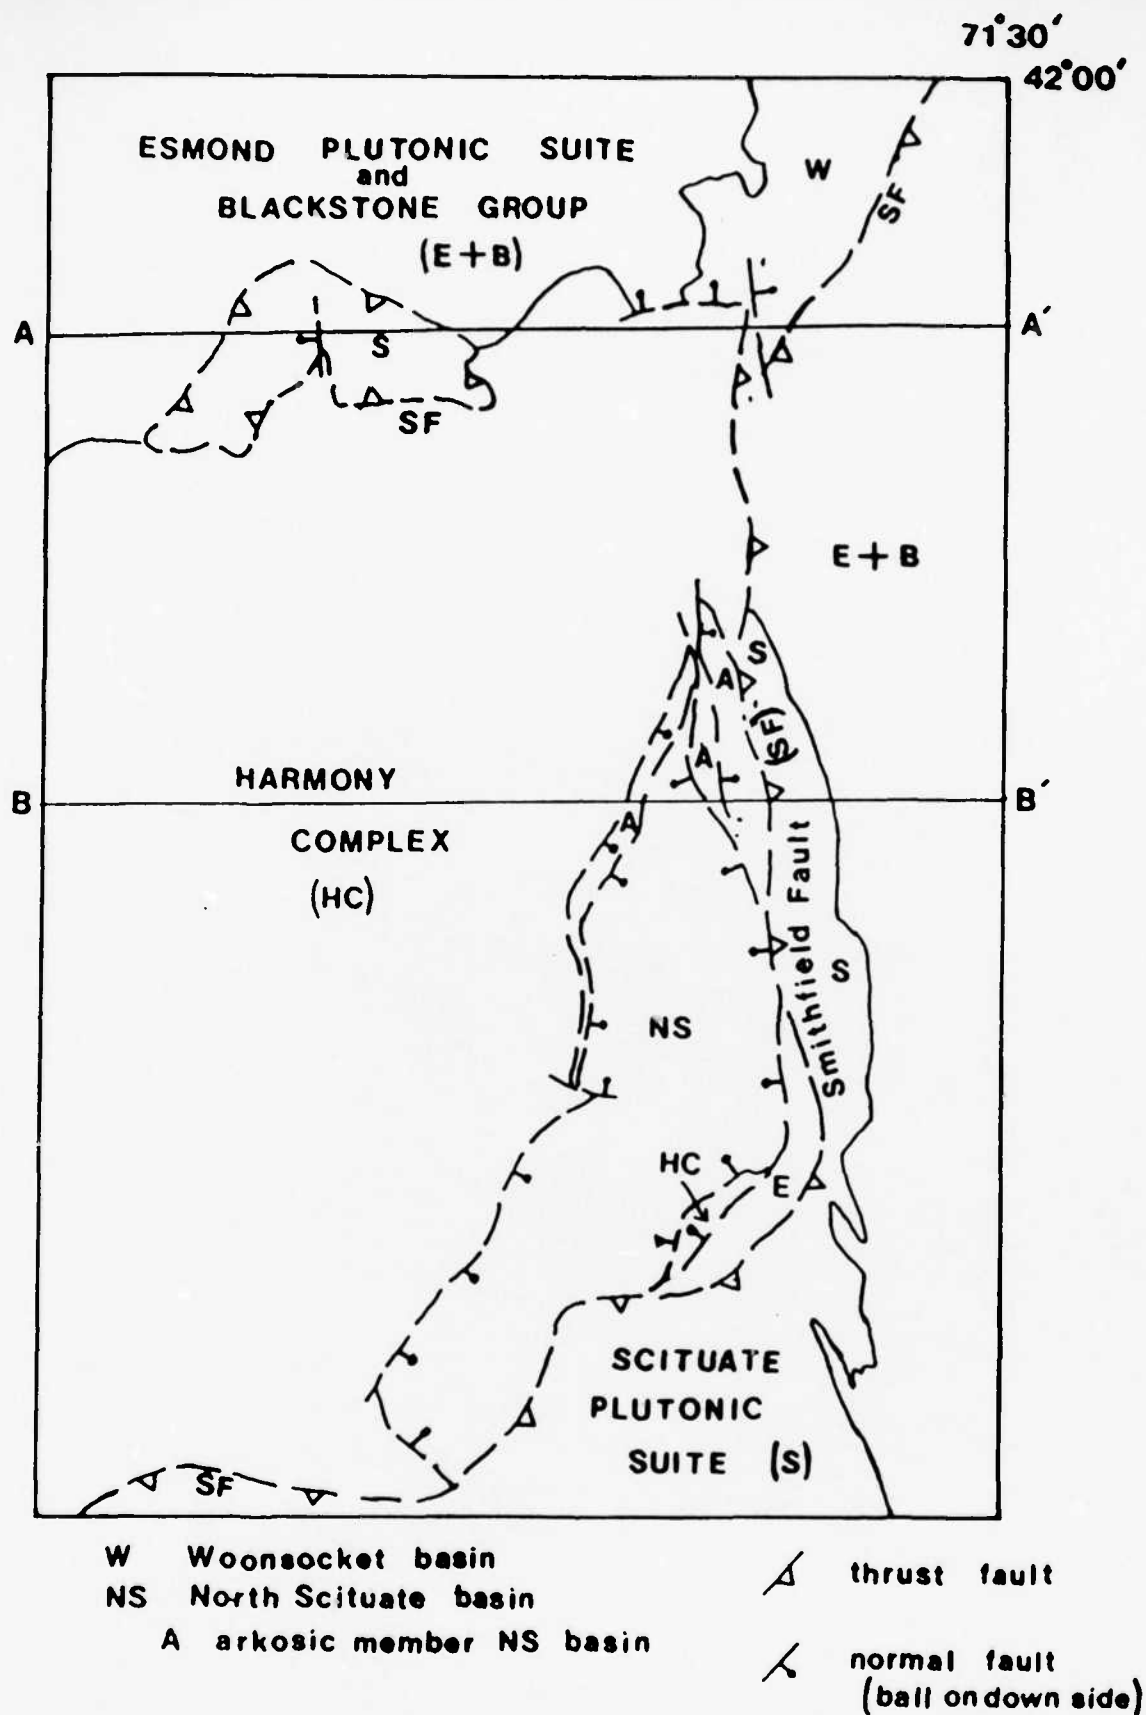 71°30′
42°00′
ESMOND PLUTONIC SUITE
and
BLACKSTONE GROUP
(E+B)
W
SF
A
A′
S
SF
E+B
S
A
(SF)
A
HARMONY
B
B′
A
COMPLEX
(HC)
Smithfield Fault
S
NS
HC
E
SCITUATE
PLUTONIC
SUITE (S)
SF
W Woonsocket basin
NS North Scituate basin
A arkosic member NS basin
thrust fault
normal fault
(ball on down side)